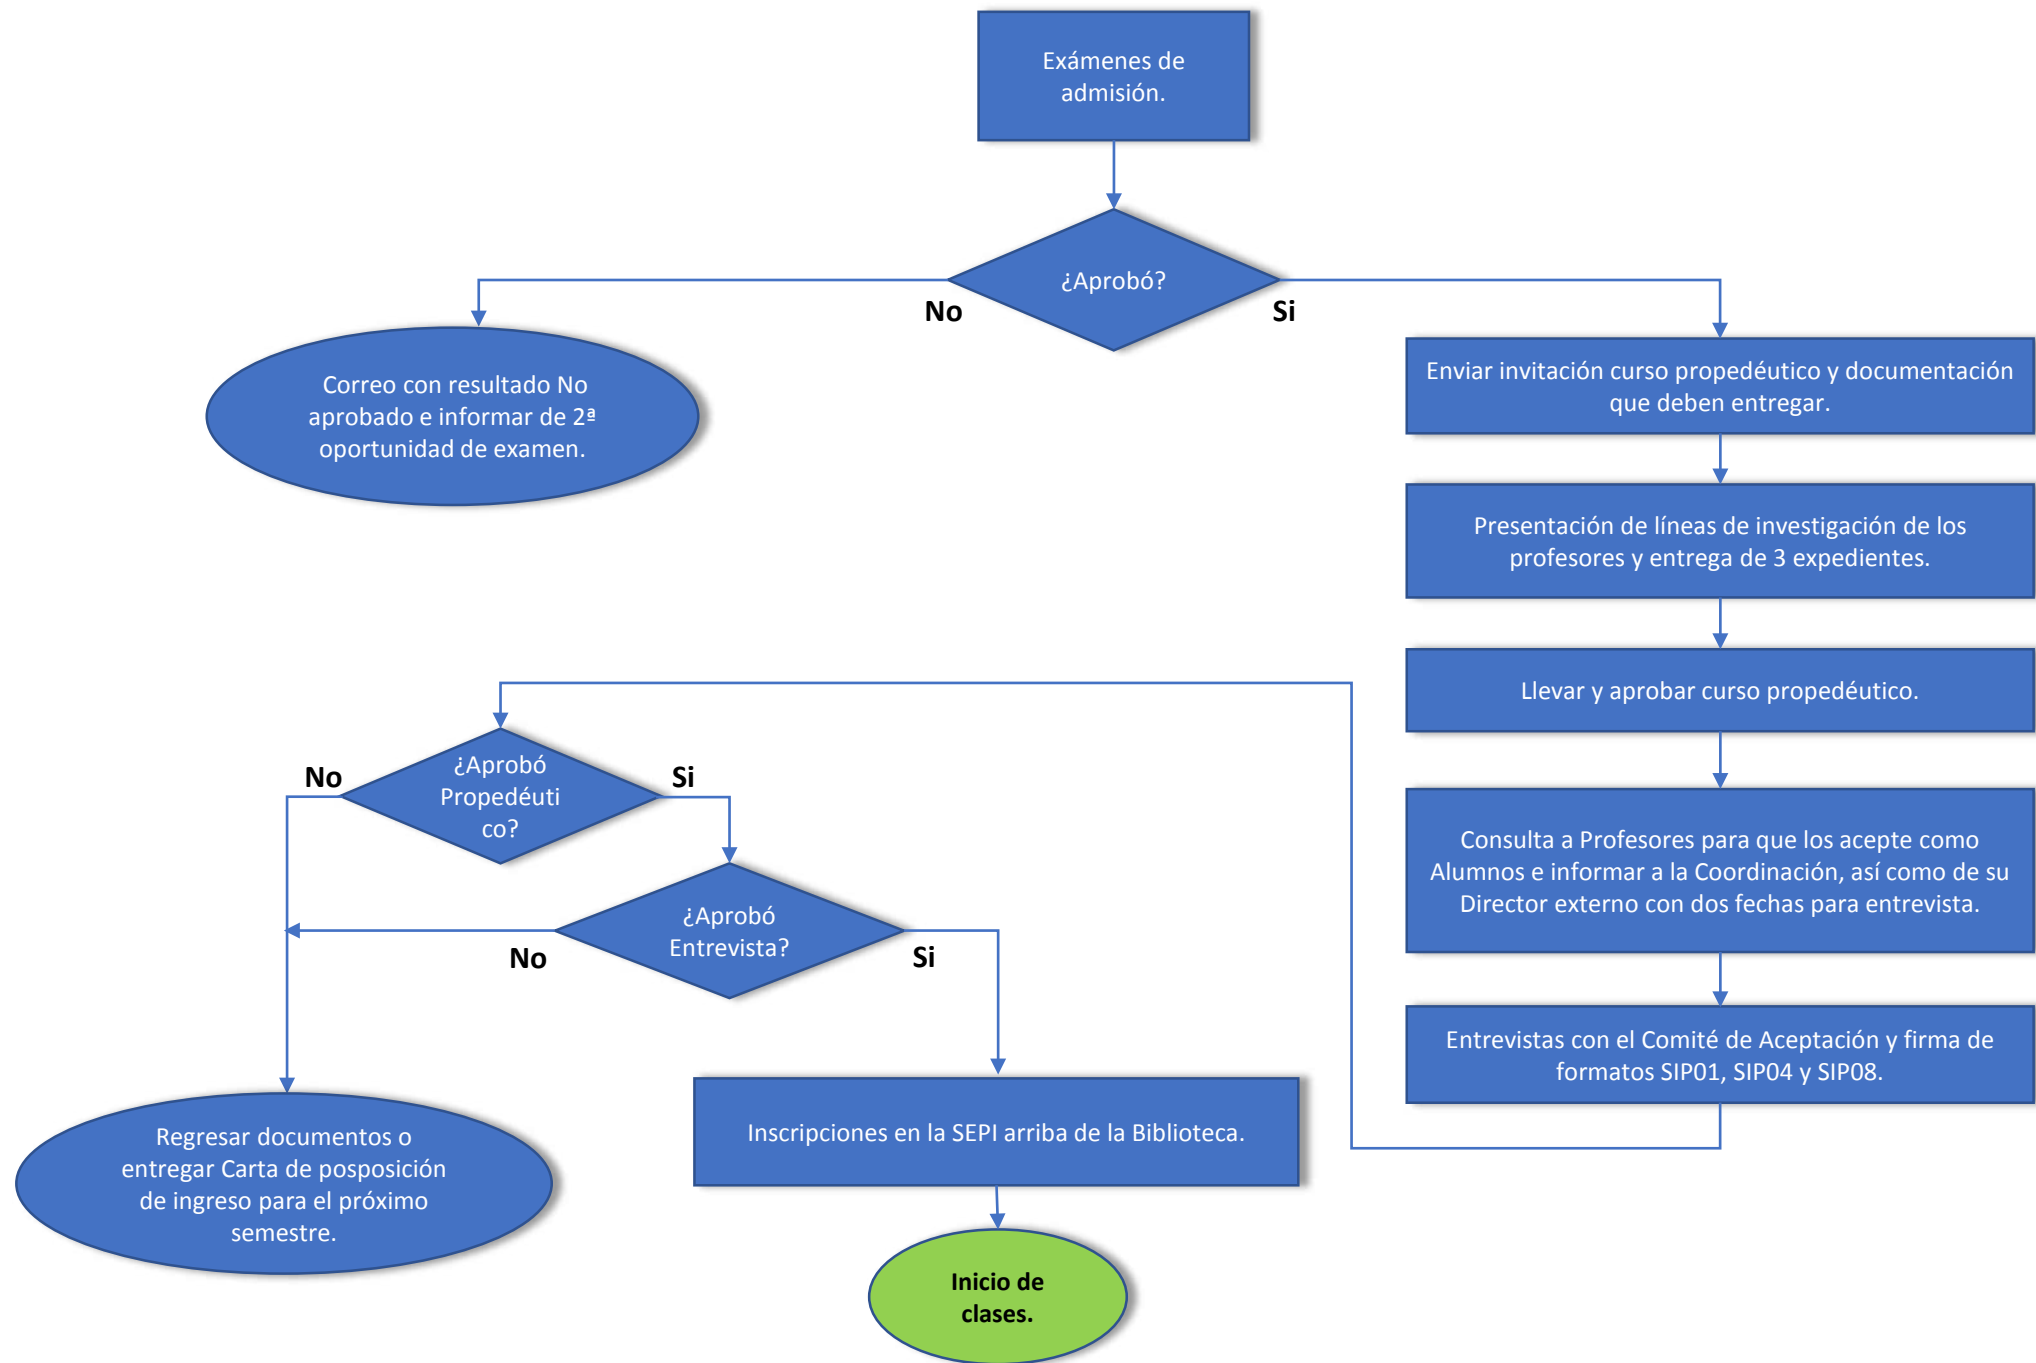 Exámenes de
admisión.
¿Aprobó?
No
Si
Correo con resultado No
aprobado e informar de 2ª
oportunidad de examen.
Enviar invitación curso propedéutico y documentación
que deben entregar.
Presentación de líneas de investigación de los
profesores y entrega de 3 expedientes.
Llevar y aprobar curso propedéutico.
Consulta a Profesores para que los acepte como
Alumnos e informar a la Coordinación, así como de su
Director externo con dos fechas para entrevista.
Entrevistas con el Comité de Aceptación y firma de
formatos SIP01, SIP04 y SIP08.
¿Aprobó
Propedéuti
co?
No
Si
¿Aprobó
Entrevista?
No
Si
Regresar documentos o
entregar Carta de posposición
de ingreso para el próximo
semestre.
Inscripciones en la SEPI arriba de la Biblioteca.
Inicio de
clases.